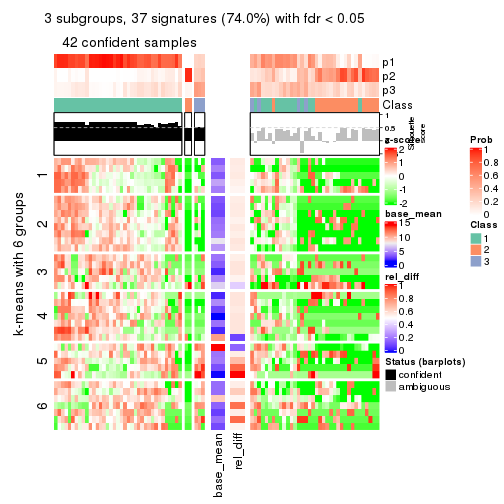 3 subgroups, 37 signatures (74.0%) with fdr < 0.05
42 confident samples
p1
p2
p3
Class
1
0.5
0
Silhouette
score
k-means with 6 groups
1
2
3
4
5
6
base_mean
rel_diff
z-score
2
1
0
-1
-2
base_mean
15
10
5
0
rel_diff
1
0.8
0.6
0.4
0.2
0
Status (barplots)
confident
ambiguous
Prob
1
0.8
0.6
0.4
0.2
0
Class
1
2
3